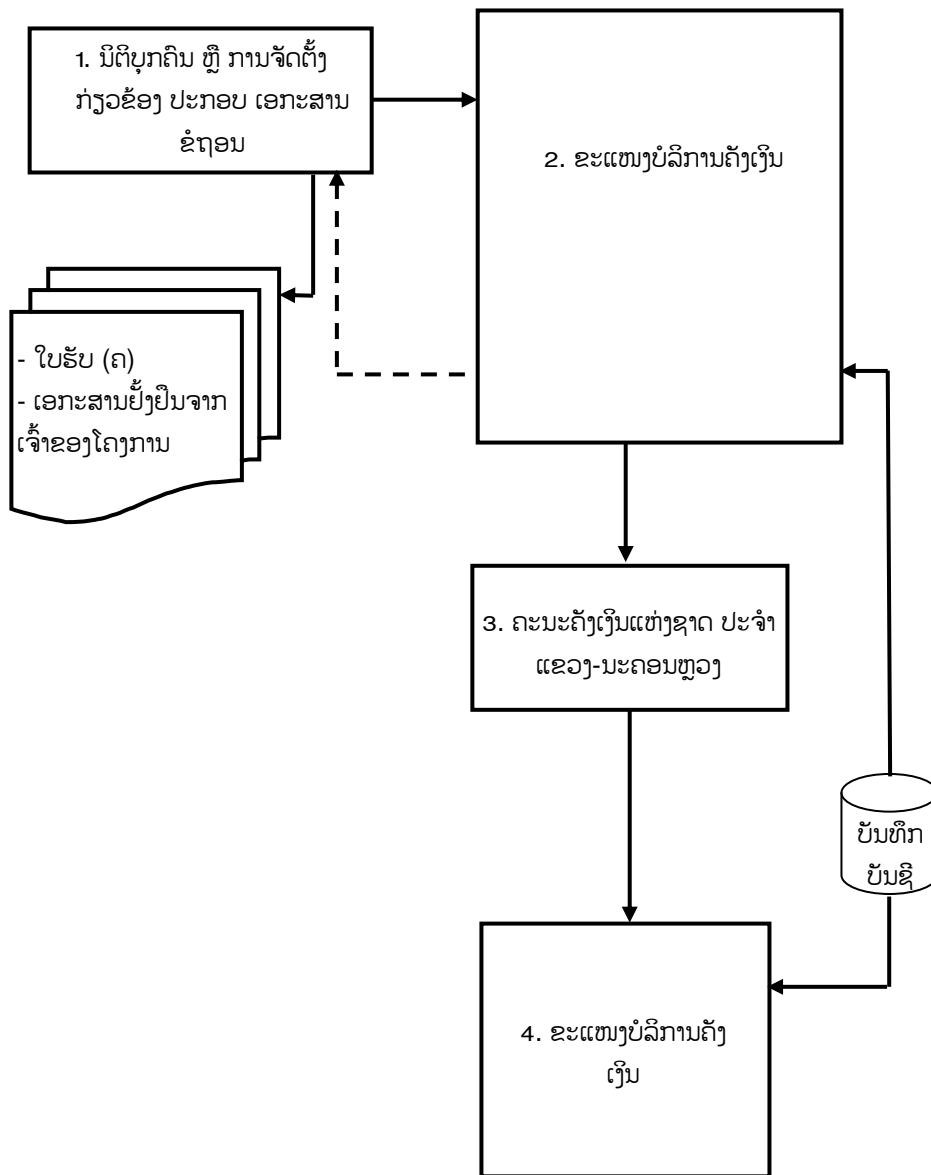 1. ນິຕິບຸກຄົນ ຫຼື ການຈັດຕັ້ງ
ກ່ຽວຂ້ອງ ປະກອບ ເອກະສານ
ຂໍຖອນ
2. ຂະແໜງບໍລິການຄັງເງິນ
- ໃບຮັບ (ຄ)
- ເອກະສານຢັ້ງຢືນຈາກ
ເຈົ້າຂອງໂຄງການ
3. ຄະນະຄັງເງິນແຫ່ງຊາດ ປະຈຳ
ແຂວງ-ນະຄອນຫຼວງ
ບັນທຶກ
ບັນຊີ
4. ຂະແໜງບໍລິການຄັງ
ເງິນ